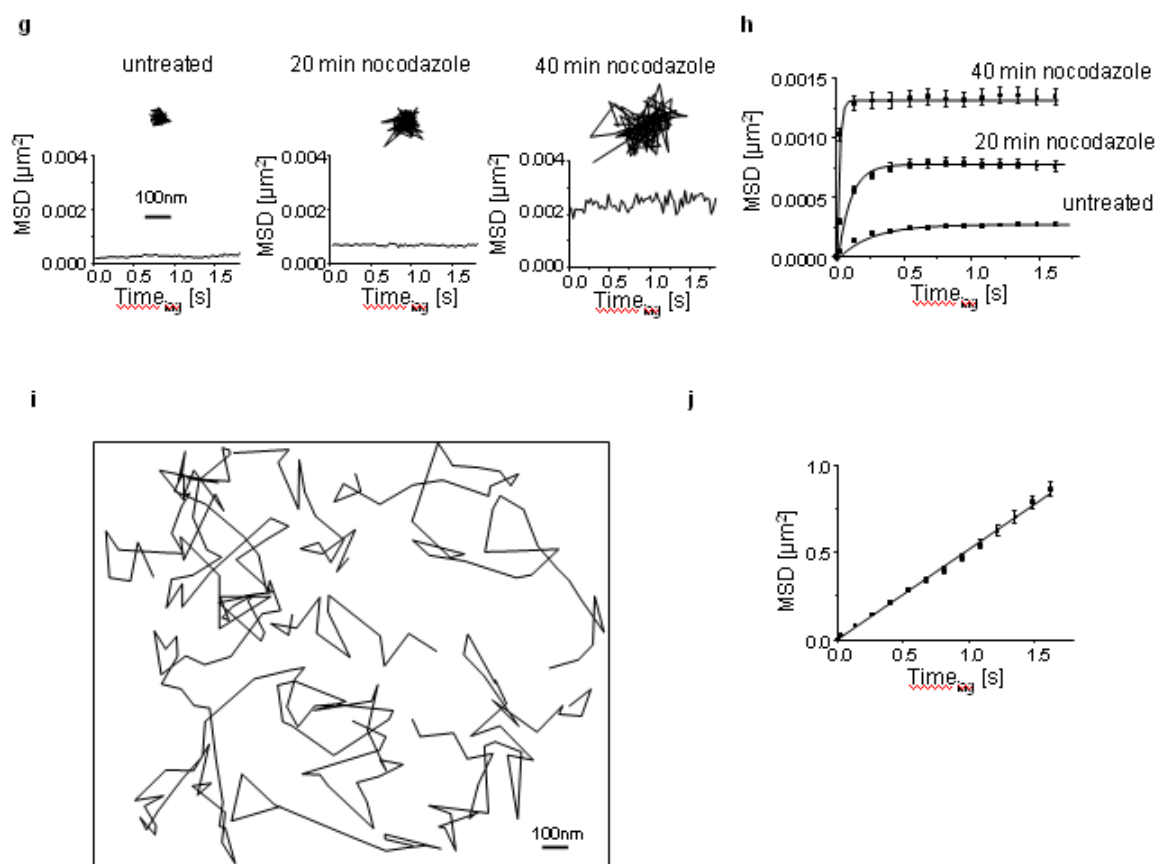 g
untreated
20 min nocodazole
40 min nocodazole
MSD [µm²]
0.004
0.002
0.000
100nm
0.0 0.5 1.0 1.5
Time [s]
MSD [µm²]
0.004
0.002
0.000
0.0 0.5 1.0 1.5
Time [s]
MSD [µm²]
0.004
0.002
0.000
0.0 0.5 1.0 1.5
Time [s]
h
MSD [µm²]
0.0015
0.0010
0.0005
0.0000
40 min nocodazole
20 min nocodazole
untreated
0.0 0.5 1.0 1.5
Time [s]
i
100nm
j
MSD [µm²]
1.0
0.5
0.0
0.0 0.5 1.0 1.5
Time [s]